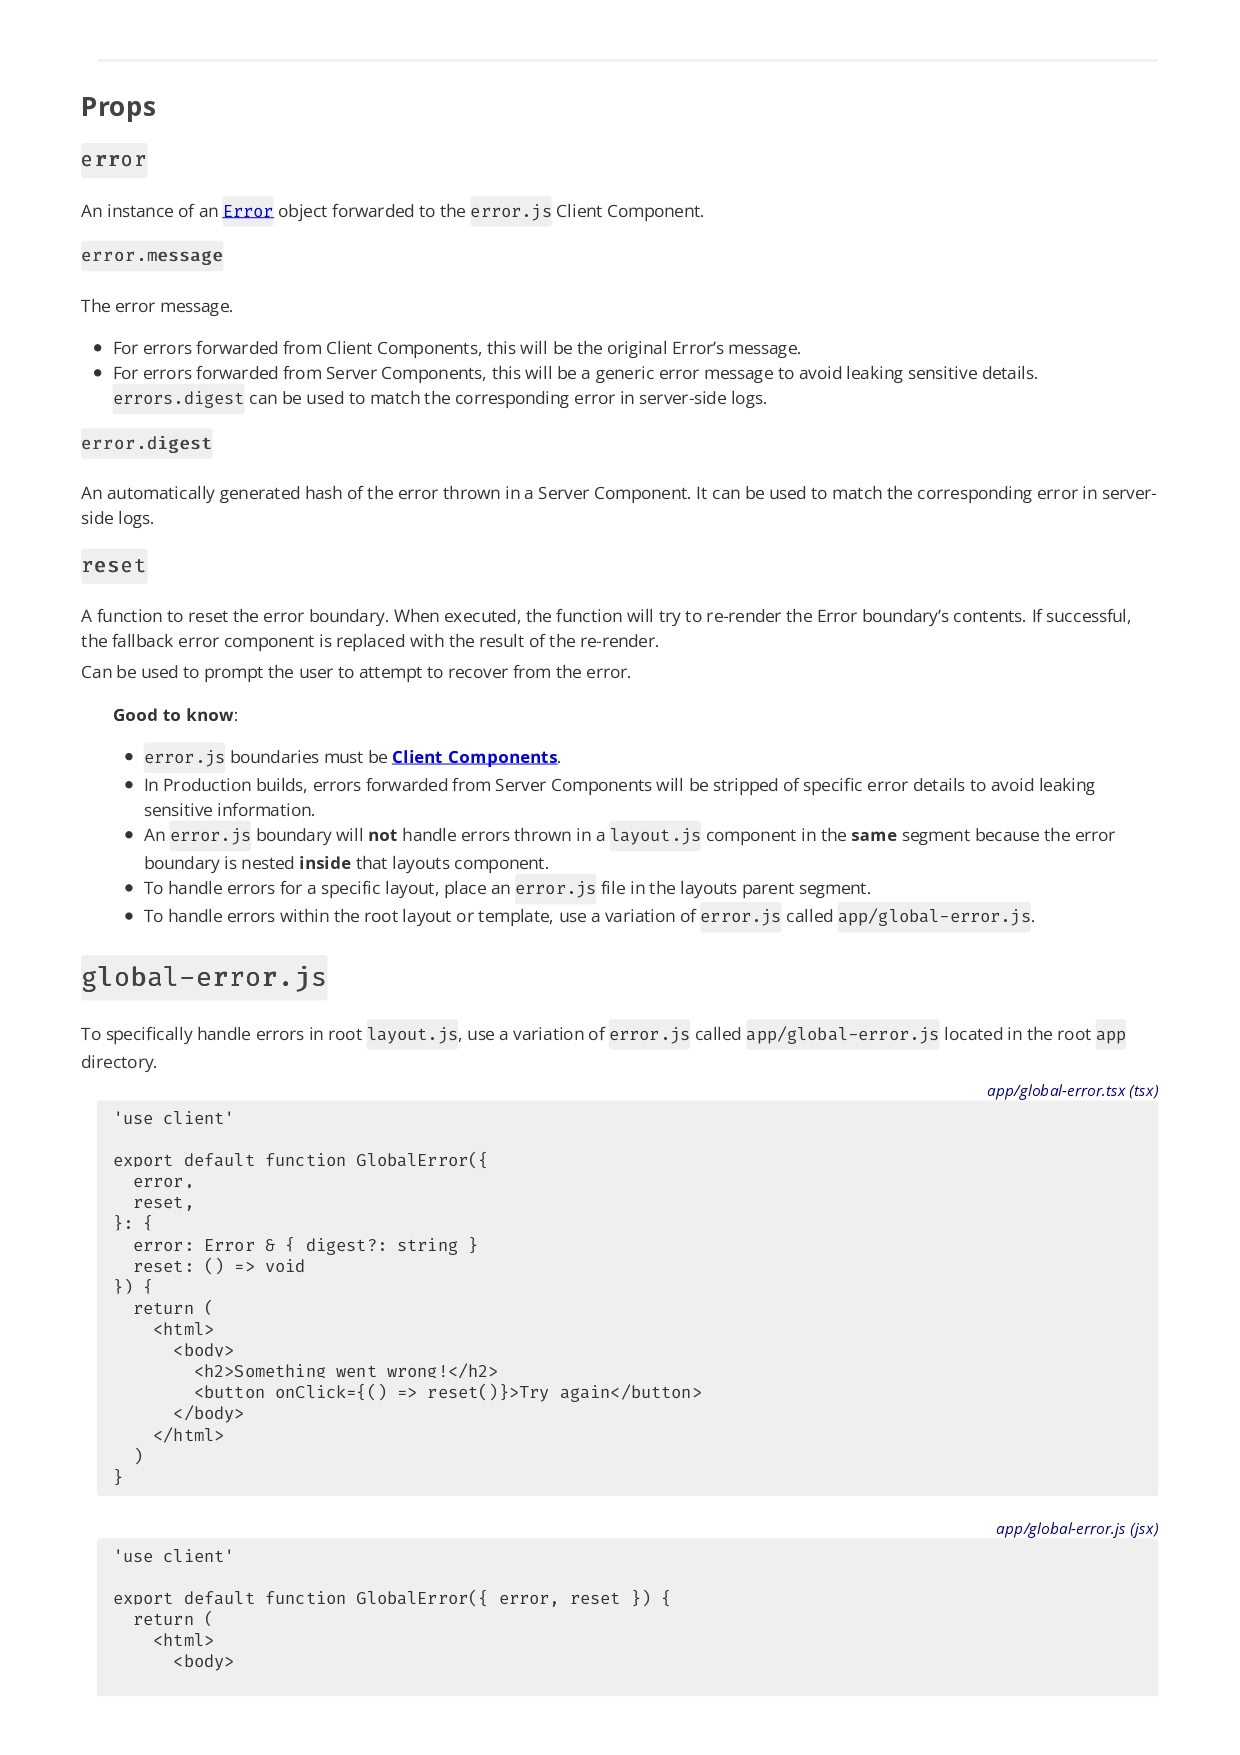 Props
error
An instance of an Error object forwarded to the error.js Client Component.
error.message
The error message.
• For errors forwarded from Client Components, this will be the original Error’s message.
• For errors forwarded from Server Components, this will be a generic error message to avoid leaking sensitive details.
errors.digest can be used to match the corresponding error in server-side logs.
error.digest
An automatically generated hash of the error thrown in a Server Component. It can be used to match the corresponding error in server-
side logs.
reset
A function to reset the error boundary. When executed, the function will try to re-render the Error boundary’s contents. If successful,
the fallback error component is replaced with the result of the re-render.
Can be used to prompt the user to attempt to recover from the error.
Good to know:
• error.js boundaries must be Client Components.
• In Production builds, errors forwarded from Server Components will be stripped of specific error details to avoid leaking
sensitive information.
• An error.js boundary will not handle errors thrown in a layout.js component in the same segment because the error
boundary is nested inside that layouts component.
• To handle errors for a specific layout, place an error.js file in the layouts parent segment.
• To handle errors within the root layout or template, use a variation of error.js called app/global-error.js.
global-error.js
To specifically handle errors in root layout.js, use a variation of error.js called app/global-error.js located in the root app
directory.
app/global-error.tsx (tsx)
'use client'

export default function GlobalError({
  error,
  reset,
}: {
  error: Error & { digest?: string }
  reset: () => void
}) {
  return (
    <html>
      <body>
        <h2>Something went wrong!</h2>
        <button onClick={() => reset()}>Try again</button>
      </body>
    </html>
  )
}
app/global-error.js (jsx)
'use client'

export default function GlobalError({ error, reset }) {
  return (
    <html>
      <body>